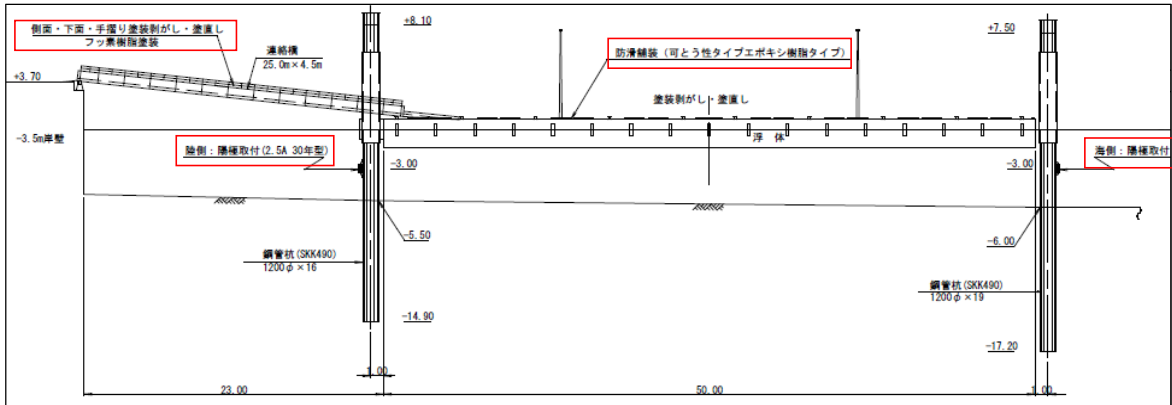 側面・下面・手摺り塗装剥がし・塗直し
フッ素樹脂塗装
連絡橋
25.0m×4.5m
+3.70
-3.5m岸壁
+8.10
防滑舗装（可とう性タイプエポキシ樹脂タイプ）
塗装剥がし・塗直し
+7.50
浮　体
陸側：陽極取付(2.5A 30年型)
-3.00
-3.00
海側：陽極取付
-5.50
-6.00
鋼管杭(SKK490)
1200φ×16
鋼管杭(SKK490)
1200φ×19
-14.90
-17.20
1.00
23.00
50.00
1.00